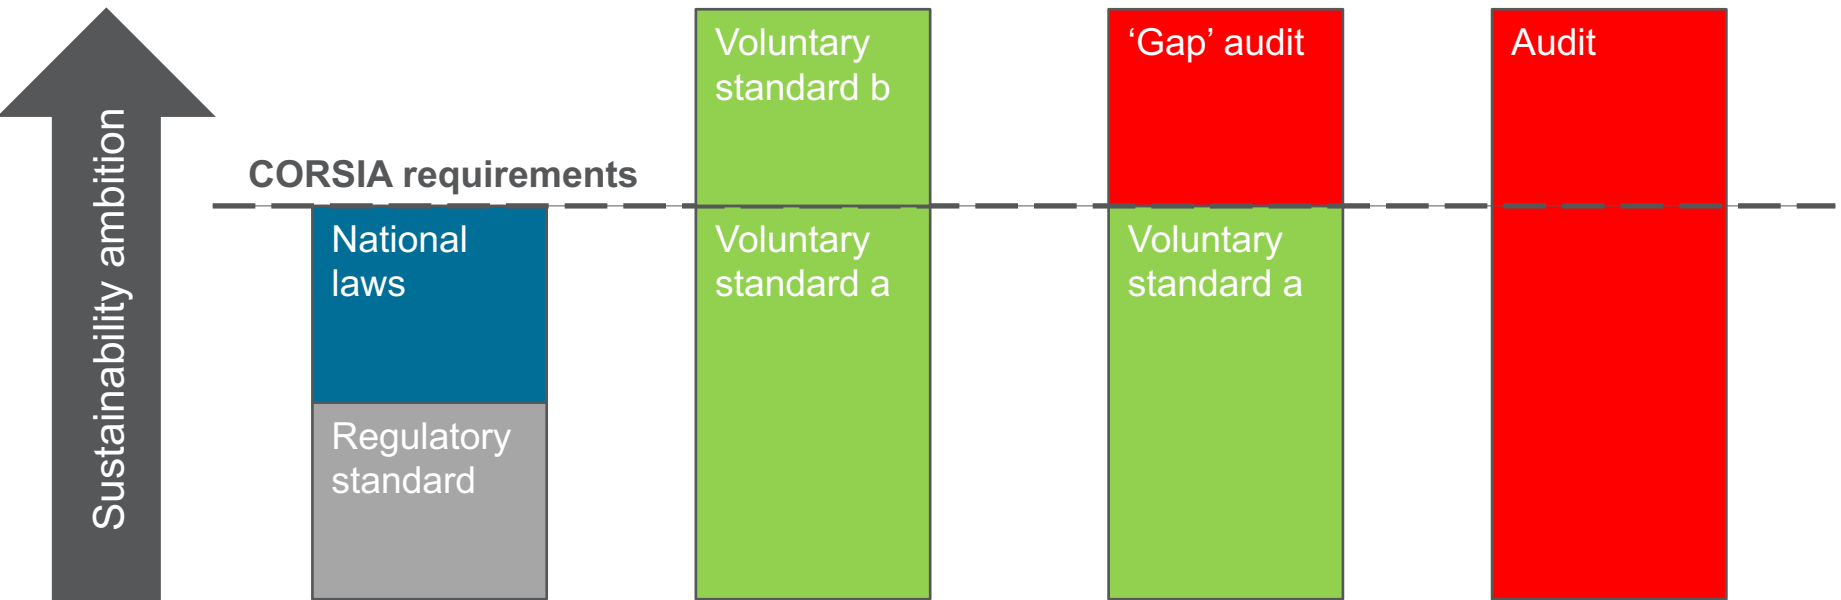 Sustainability ambition
CORSIA requirements
National
laws
Regulatory
standard
Voluntary
standard b
Voluntary
standard a
‘Gap’ audit
Voluntary
standard a
Audit